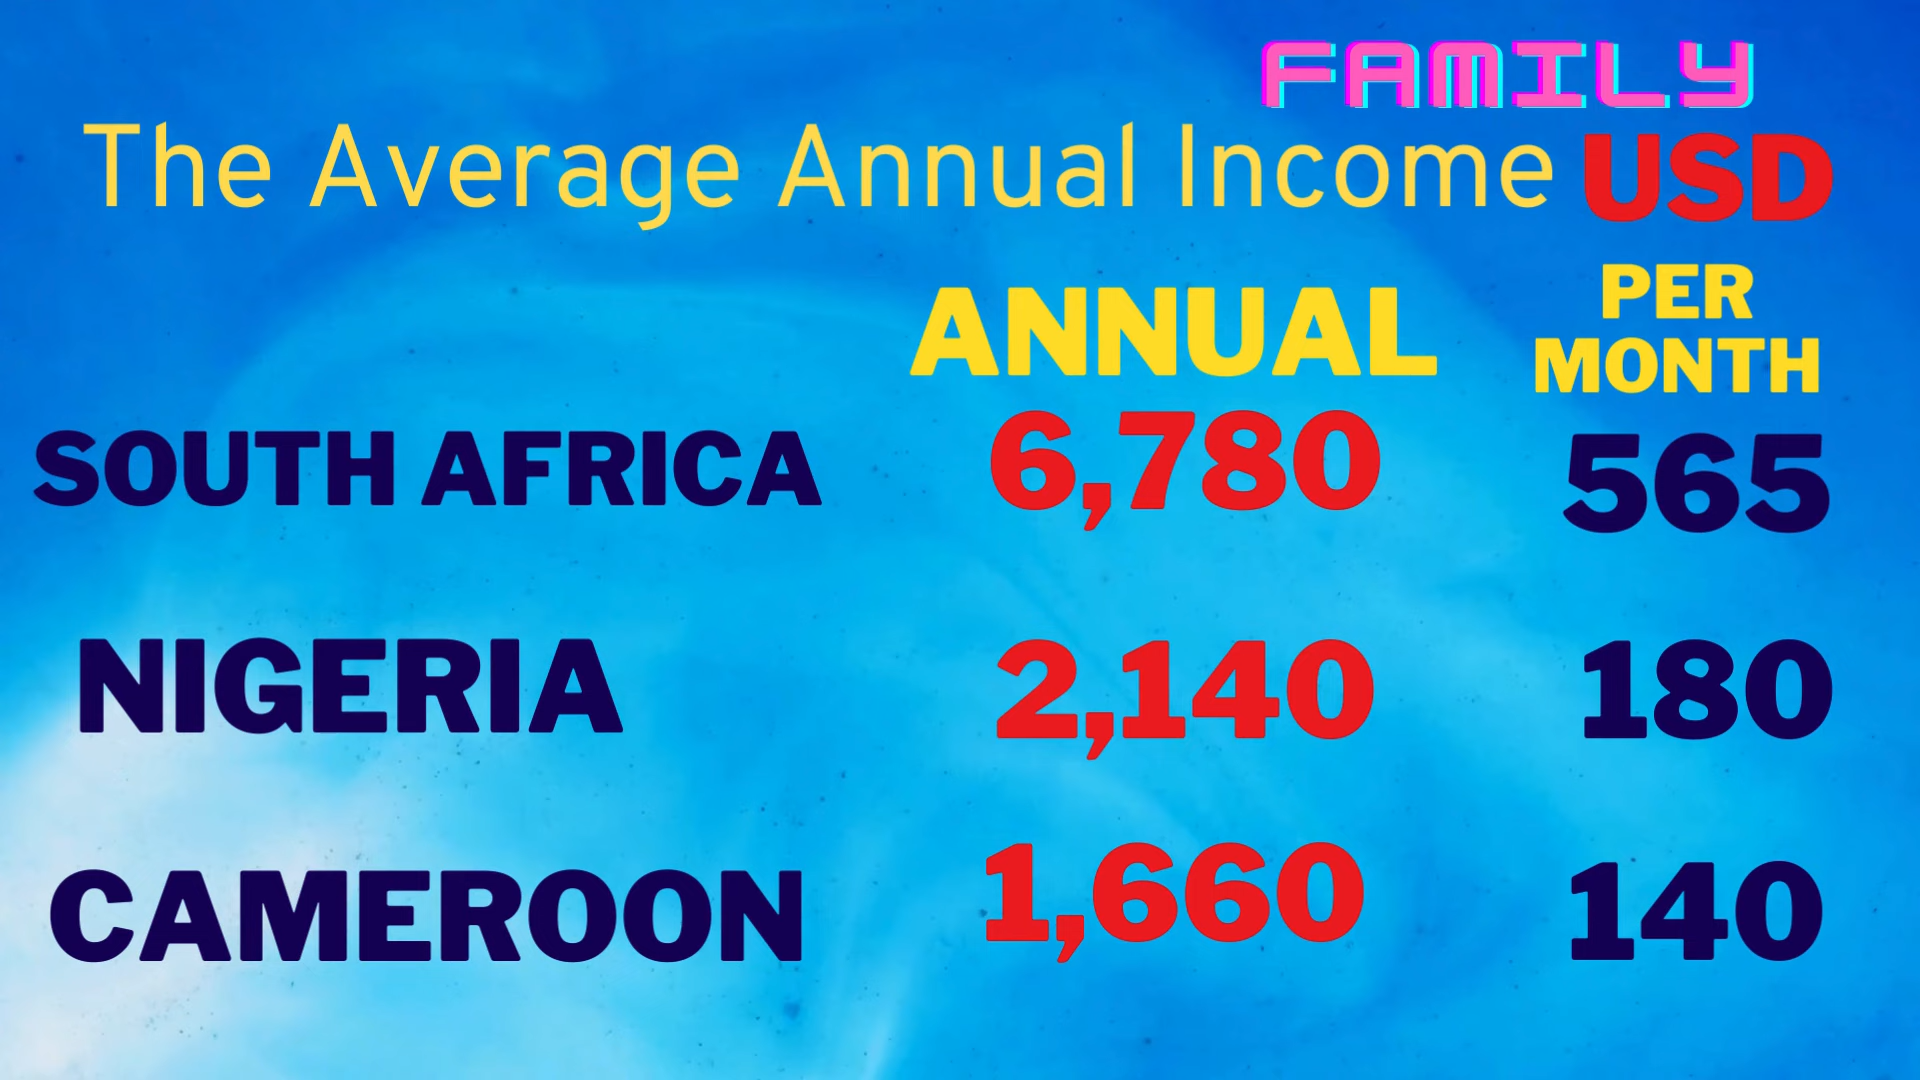 FAMILY
The Average Annual Income USD
ANNUAL PER MONTH
SOUTH AFRICA 6,780 565
NIGERIA 2,140 180
CAMEROON 1,660 140